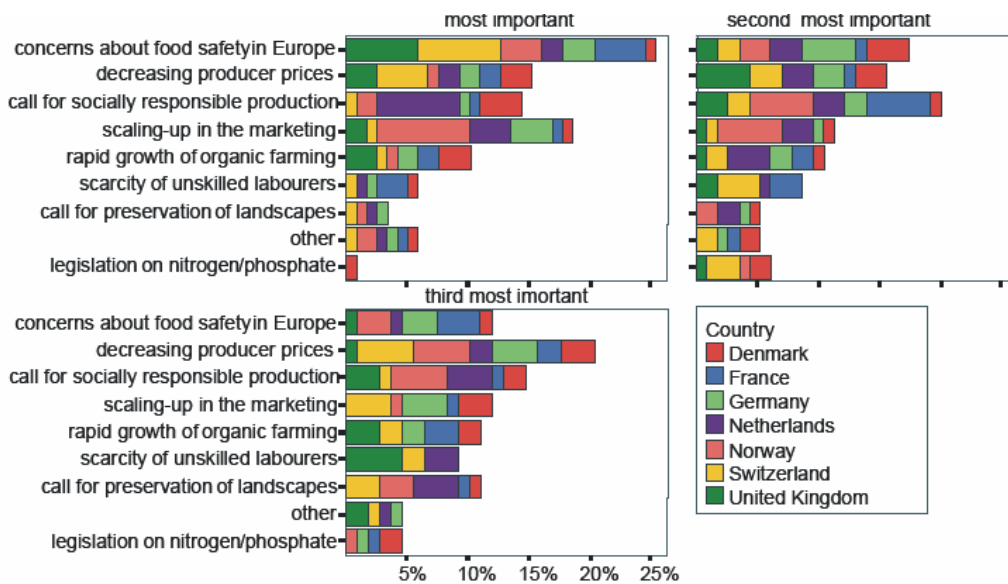 most important
second most important
concerns about food safetyin Europe
decreasing producer prices
call for socially responsible production
scaling-up in the marketing
rapid growth of organic farming
scarcity of unskilled labourers
call for preservation of landscapes
other
legislation on nitrogen/phosphate
third most imortant
concerns about food safetyin Europe
decreasing producer prices
call for socially responsible production
scaling-up in the marketing
rapid growth of organic farming
scarcity of unskilled labourers
call for preservation of landscapes
other
legislation on nitrogen/phosphate
5% 10% 15% 20% 25%
Country
Denmark
France
Germany
Netherlands
Norway
Switzerland
United Kingdom